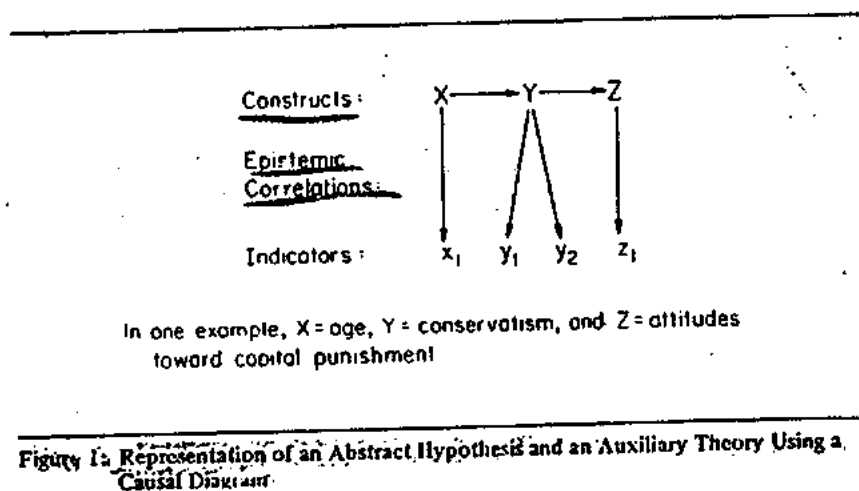 Constructs: X Y Z
Epistemic
Correlations:
Indicators: x₁ y₁ y₂ z₁
In one example, X = age, Y = conservatism, and Z = attitudes
toward capital punishment
Figure 1: Representation of an Abstract Hypothesis and an Auxiliary Theory Using a
Causal Diagram